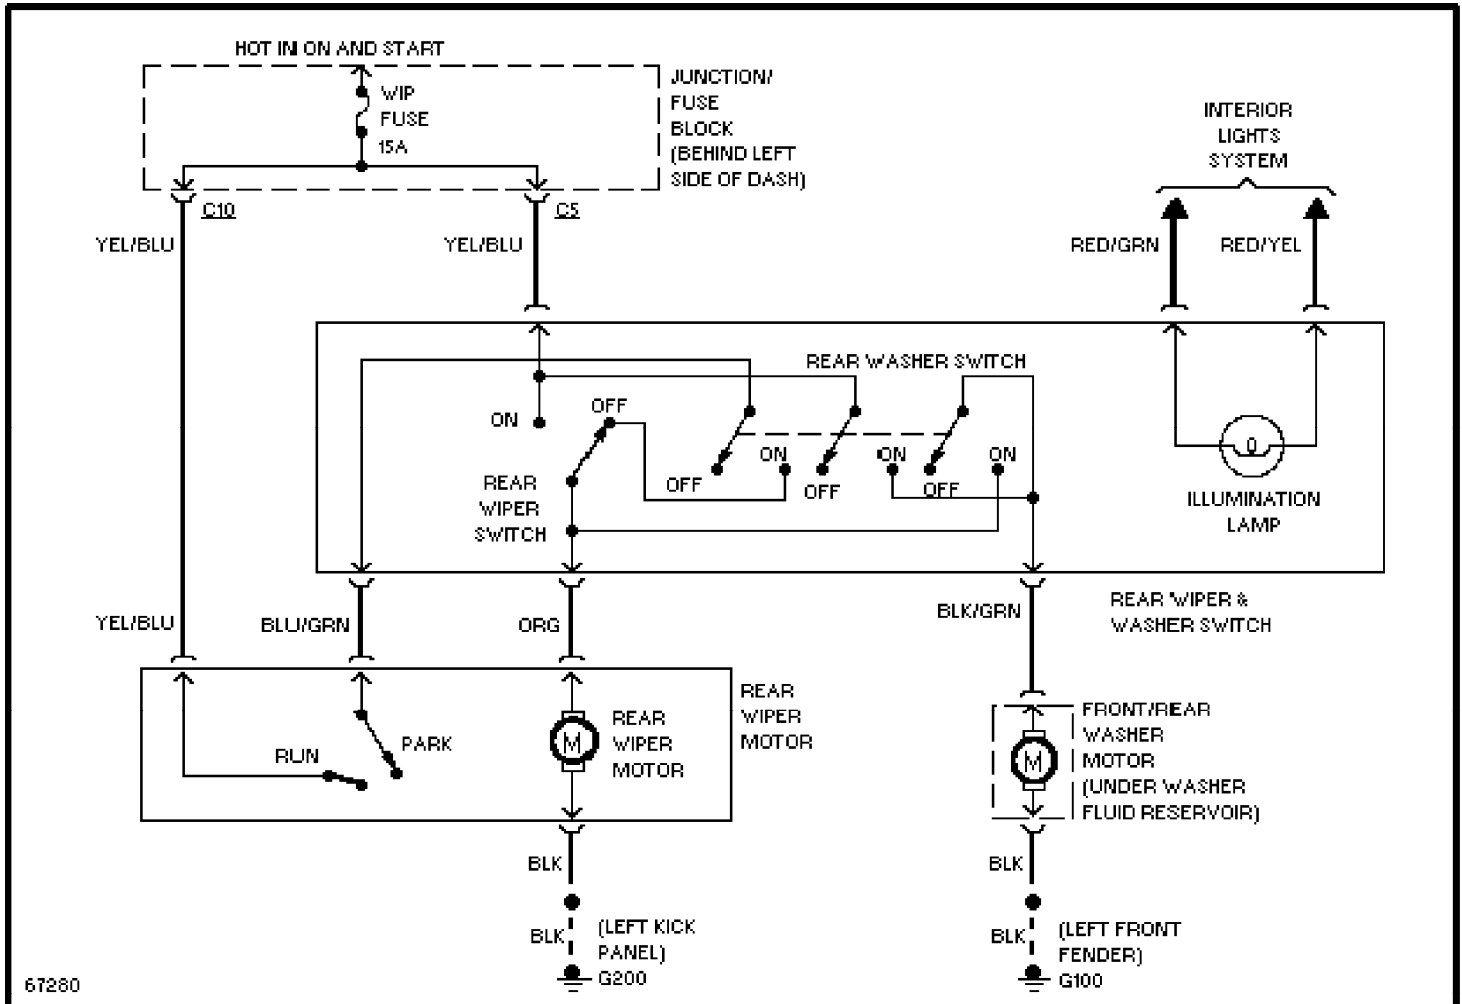 HOT IN ON AND START
WIP
FUSE
15A
JUNCTION/
FUSE
BLOCK
(BEHIND LEFT
SIDE OF DASH)
INTERIOR
LIGHTS
SYSTEM
C10
C5
YEL/BLU
YEL/BLU
RED/GRN
RED/YEL
REAR WASHER SWITCH
OFF
ON
REAR
WIPER
SWITCH
ON
ON
ON
OFF
OFF
OFF
ILLUMINATION
LAMP
YEL/BLU
BLU/GRN
ORG
BLK/GRN
REAR WIPER &
WASHER SWITCH
RUN
PARK
M
REAR
WIPER
MOTOR
REAR
WIPER
MOTOR
M
FRONT/REAR
WASHER
MOTOR
(UNDER WASHER
FLUID RESERVOIR)
BLK
BLK
BLK
(LEFT KICK
PANEL)
G200
BLK
(LEFT FRONT
FENDER)
G100
67280